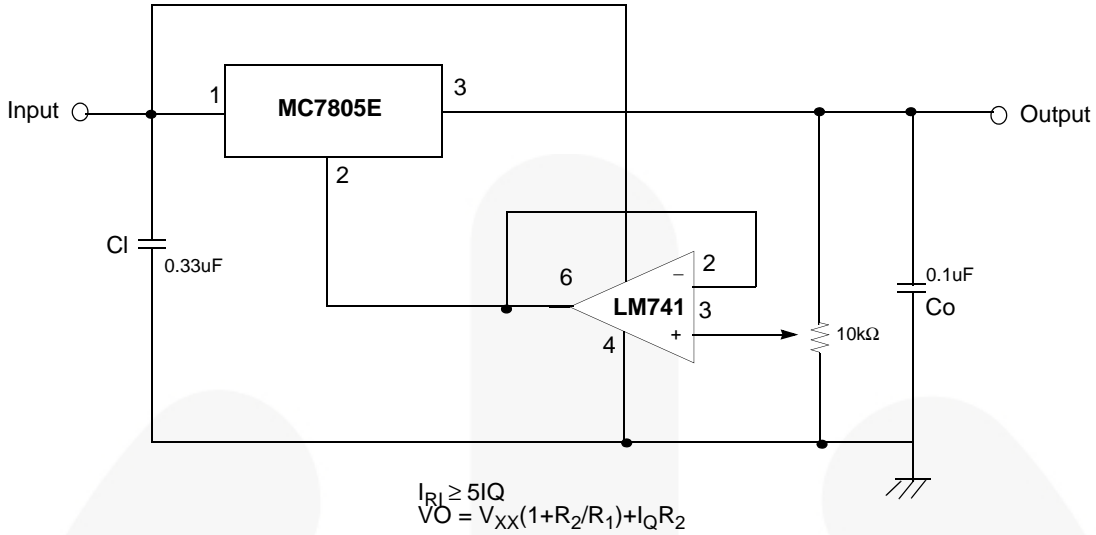 1
MC7805E
3
Input
Output
2
CI
0.33uF
6
−
2
LM741
3
+
4
10kΩ
0.1uF
Co
I_RI ≥ 5IQ
VO = V_XX(1+R_2/R_1)+I_QR_2